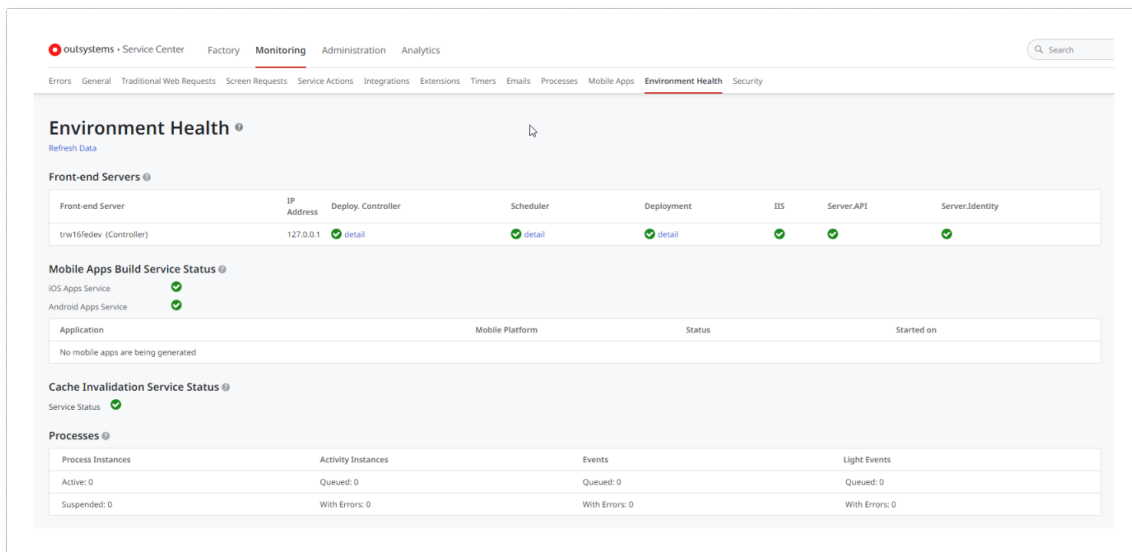 outsystems • Service Center Factory Monitoring Administration Analytics Search
Errors General Traditional Web Requests Screen Requests Service Actions Integrations Extensions Timers Emails Processes Mobile Apps Environment Health Security
Environment Health
Refresh Data
Front-end Servers
Front-end Server IP Address Deploy. Controller Scheduler Deployment IIS Server.API Server.Identity
trw16fedev (Controller) 127.0.0.1 detail detail detail
Mobile Apps Build Service Status
iOS Apps Service
Android Apps Service
Application Mobile Platform Status Started on
No mobile apps are being generated
Cache Invalidation Service Status
Service Status
Processes
Process Instances Activity Instances Events Light Events
Active: 0 Queued: 0 Queued: 0 Queued: 0
Suspended: 0 With Errors: 0 With Errors: 0 With Errors: 0